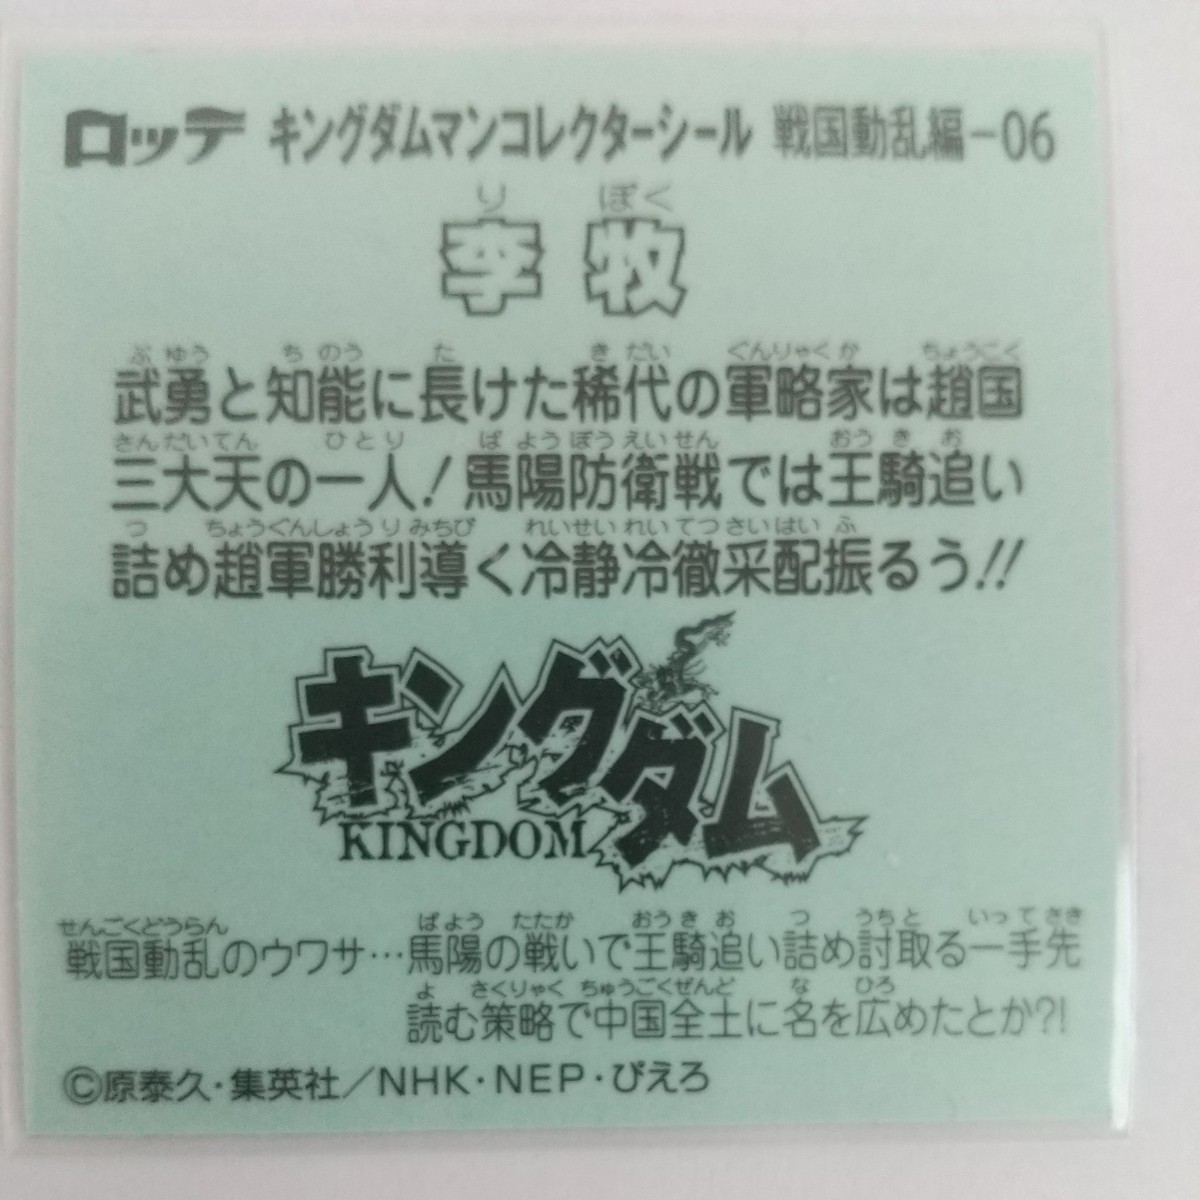 ロッテ キングダムマンコレクターシール 戦国動乱編-06
り ぼく
李牧
ぶ ゆう ち のう た き だい ぐんりゃく か ちょうごく
武勇と知能に長けた稀代の軍略家は趙国
さんだいてん ひとり ば よう ぼう えい せん おう き お
三大天の一人!馬陽防衛戦では王騎追い
つ ちょうぐんしょう り みちび れいせい れい てつ さい はい ふ
詰め趙軍勝利導く冷静冷徹采配振るう!!
キングダム
KINGDOM
せんごくどうらん ばよう たたか おう き お つ うちと いっ て さき
戦国動乱のウワサ…馬陽の戦いで王騎追い詰め討取る一手先
よ さくりゃく ちゅうごくぜんど な ひろ
読む策略で中国全土に名を広めたとか?!
©原泰久・集英社/NHK・NEP・ぴえろ